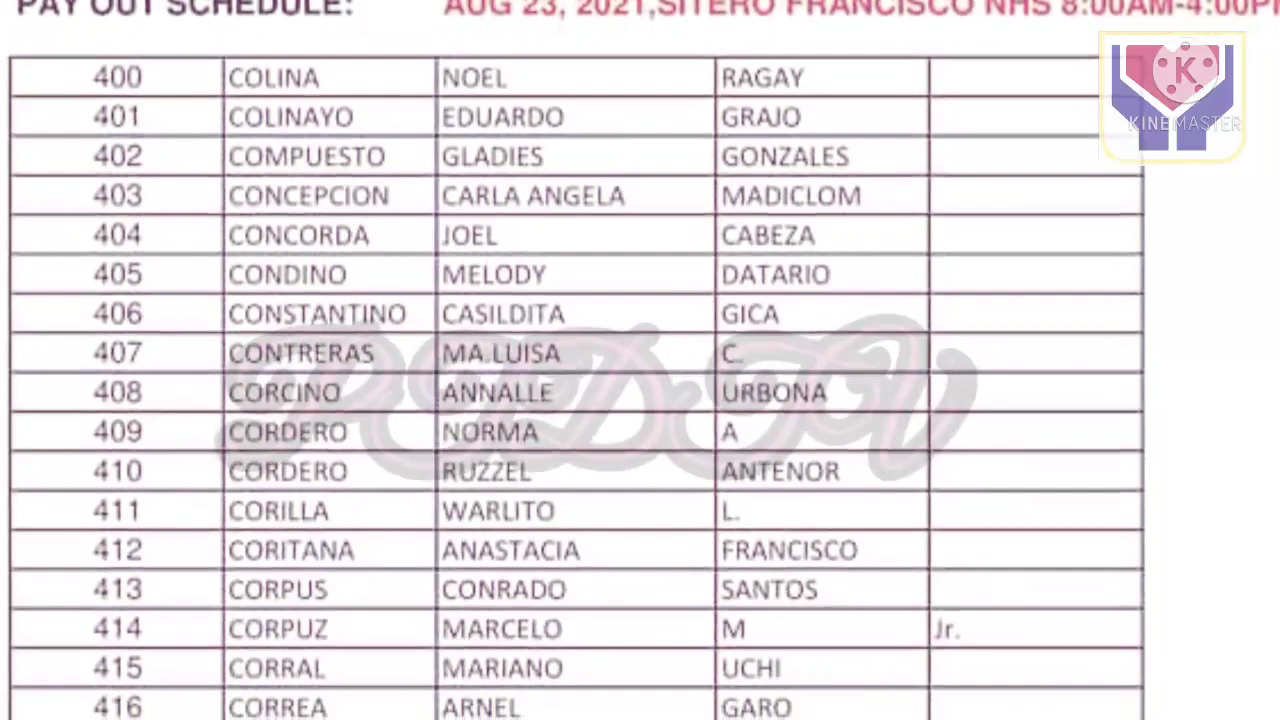 PAY OUT SCHEDULE: AUG 23, 2021,SITERO FRANCISCO NHS 8:00AM-4:00PM
400 COLINA NOEL RAGAY
401 COLINAYO EDUARDO GRAJO
402 COMPUESTO GLADIES GONZALES
403 CONCEPCION CARLA ANGELA MADICLOM
404 CONCORDA JOEL CABEZA
405 CONDINO MELODY DATARIO
406 CONSTANTINO CASILDITA GICA
407 CONTRERAS MA.LUISA C.
408 CORCINO ANNALLE URBONA
409 CORDERO NORMA A
410 CORDERO RUZZEL ANTENOR
411 CORILLA WARLITO L.
412 CORITANA ANASTACIA FRANCISCO
413 CORPUS CONRADO SANTOS
414 CORPUZ MARCELO M Jr.
415 CORRAL MARIANO UCHI
416 CORREA ARNEL GARO
K
KINEMASTER